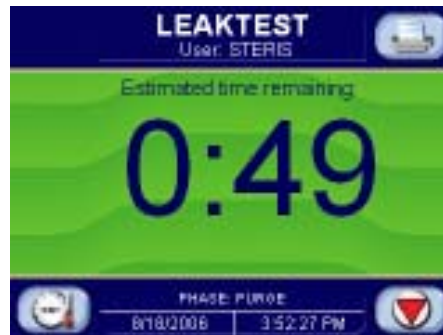 LEAKTEST
User: STERIS
Estimated time remaining
0:49
PHASE: PURGE
8/18/2006 3:52:27 PM